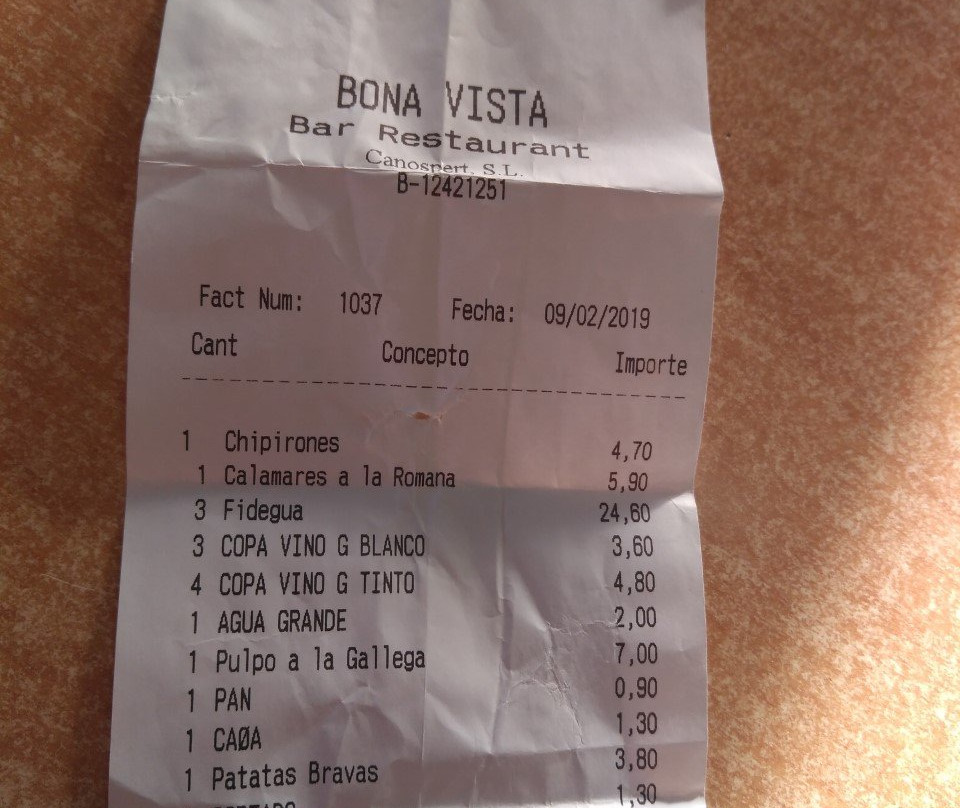 BONA VISTA
Bar Restaurant
Canospert, S.L.
B-12421251
Fact Num: 1037 Fecha: 09/02/2019
Cant Concepto Importe
1 Chipirones 4,70
1 Calamares a la Romana 5,90
3 Fidegua 24,60
3 COPA VINO G BLANCO 3,60
4 COPA VINO G TINTO 4,80
1 AGUA GRANDE 2,00
1 Pulpo a la Gallega 7,00
1 PAN 0,90
1 CAØA 1,30
1 Patatas Bravas 3,80
1,30